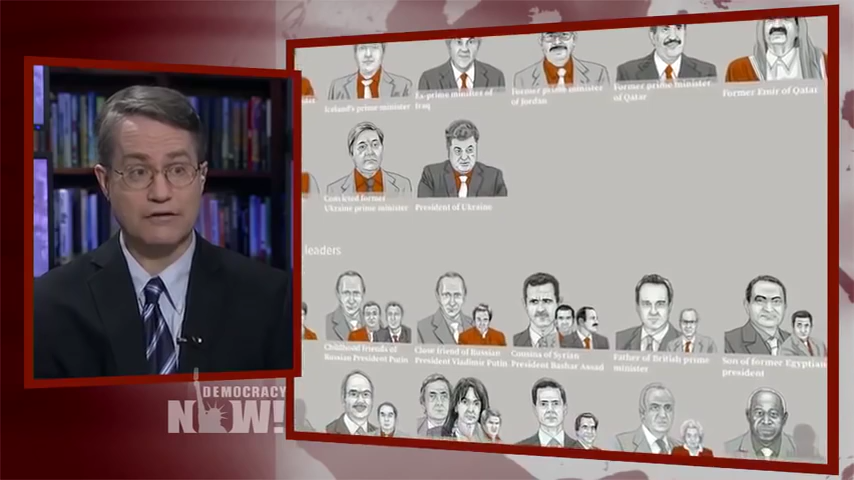 Iceland's prime minister
Ex-prime minister of
Iraq
Former prime minister
of Jordan
Former prime minister
of Qatar
Former Emir of Qatar
Convicted former
Ukraine prime minister
President of Ukraine
leaders
Childhood friends of
Russian President Putin
Close friend of Russian
President Vladimir Putin
Cousins of Syrian
President Bashar Assad
Father of British prime
minister
Son of former Egyptian
president
DEMOCRACY
NOW!